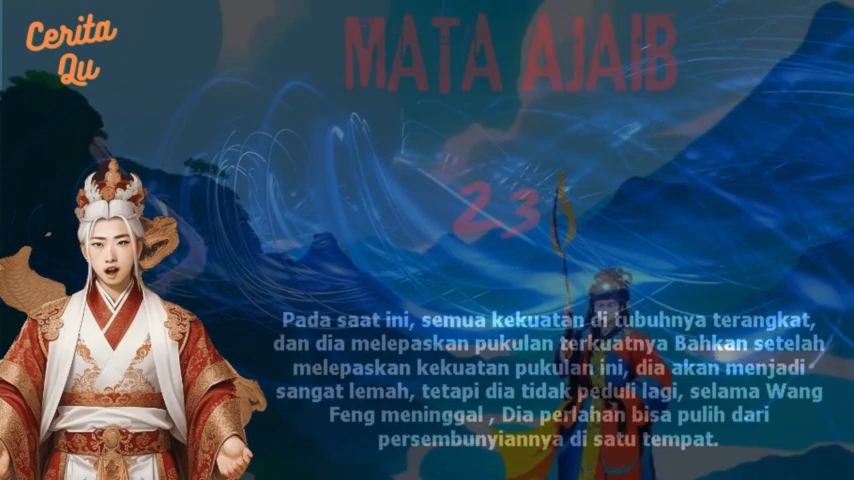 Cerita
Qu
MATA AJAIB
23
Pada saat ini, semua kekuatan di tubuhnya terangkat,
dan dia melepaskan pukulan terkuatnya Bahkan setelah
melepaskan kekuatan pukulan ini, dia akan menjadi
sangat lemah, tetapi dia tidak peduli lagi, selama Wang
Feng meninggal , Dia perlahan bisa pulih dari
persembunyiannya di satu tempat.